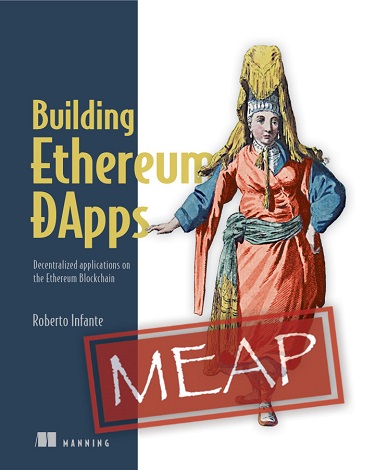 Building
Ethereum
ĐApps
Decentralized applications on
the Ethereum Blockchain
Roberto Infante
MEAP
MANNING